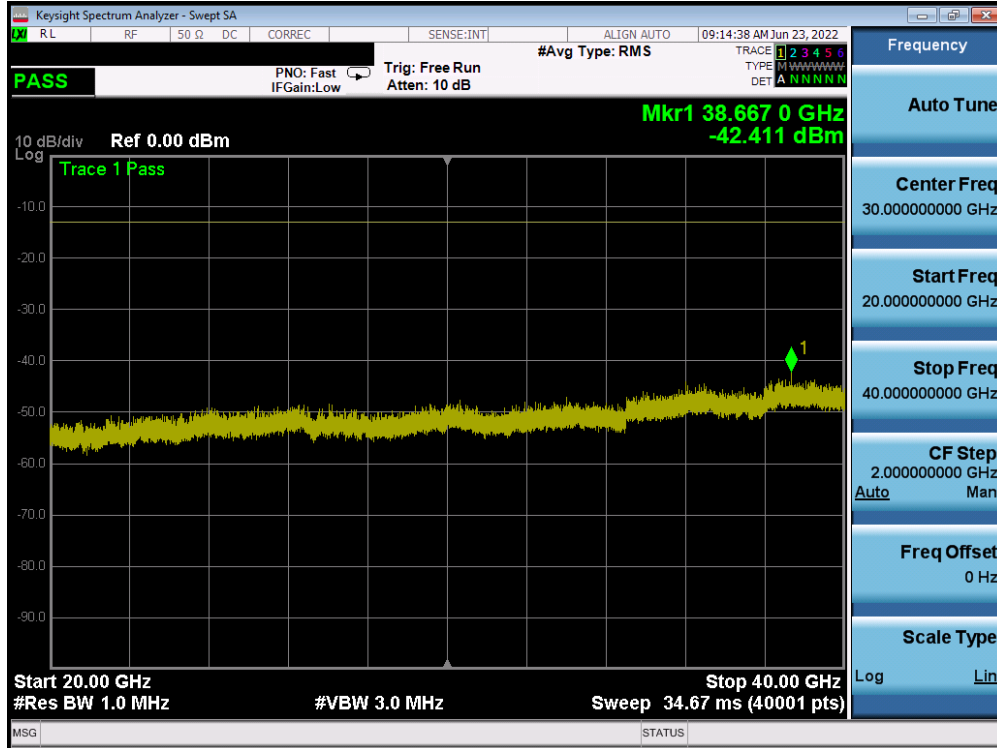 Keysight Spectrum Analyzer - Swept SA
LXI RL RF 50 Ω DC CORREC SENSE:INT ALIGN AUTO 09:14:38 AM Jun 23, 2022
PASS
PNO: Fast
IFGain:Low
Trig: Free Run
Atten: 10 dB
#Avg Type: RMS
TRACE 1 2 3 4 5 6
TYPE M WWWWW
DET A N N N N N
Mkr1 38.667 0 GHz
-42.411 dBm
10 dB/div Ref 0.00 dBm
Log
Trace 1 Pass
-10.0
-20.0
-30.0
-40.0
-50.0
-60.0
-70.0
-80.0
-90.0
1
Start 20.00 GHz Stop 40.00 GHz
#Res BW 1.0 MHz #VBW 3.0 MHz Sweep 34.67 ms (40001 pts)
MSG STATUS
Frequency
Auto Tune
Center Freq
30.000000000 GHz
Start Freq
20.000000000 GHz
Stop Freq
40.000000000 GHz
CF Step
2.000000000 GHz
Auto Man
Freq Offset
0 Hz
Scale Type
Log Lin